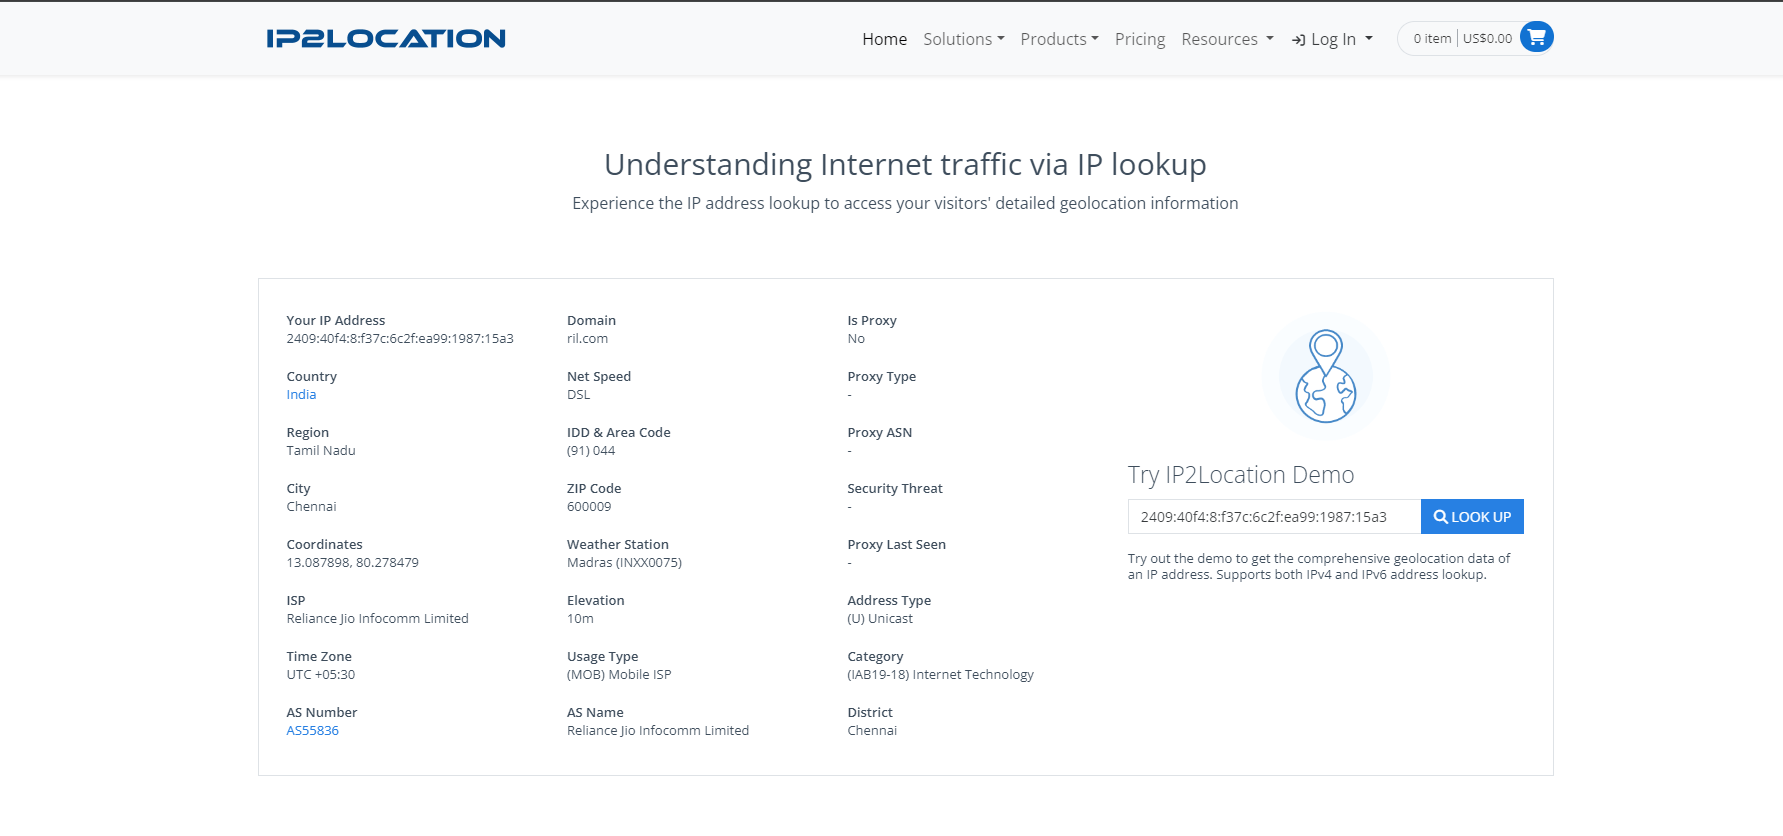 IP2LOCATION
Home Solutions Products Pricing Resources Log In 0 item US$0.00
Understanding Internet traffic via IP lookup
Experience the IP address lookup to access your visitors' detailed geolocation information
Your IP Address
2409:40f4:8:f37c:6c2f:ea99:1987:15a3
Country
India
Region
Tamil Nadu
City
Chennai
Coordinates
13.087898, 80.278479
ISP
Reliance Jio Infocomm Limited
Time Zone
UTC +05:30
AS Number
AS55836
Domain
ril.com
Net Speed
DSL
IDD & Area Code
(91) 044
ZIP Code
600009
Weather Station
Madras (INXX0075)
Elevation
10m
Usage Type
(MOB) Mobile ISP
AS Name
Reliance Jio Infocomm Limited
Is Proxy
No
Proxy Type
-
Proxy ASN
-
Security Threat
-
Proxy Last Seen
-
Address Type
(U) Unicast
Category
(IAB19-18) Internet Technology
District
Chennai
Try IP2Location Demo
2409:40f4:8:f37c:6c2f:ea99:1987:15a3 LOOK UP
Try out the demo to get the comprehensive geolocation data of
an IP address. Supports both IPv4 and IPv6 address lookup.